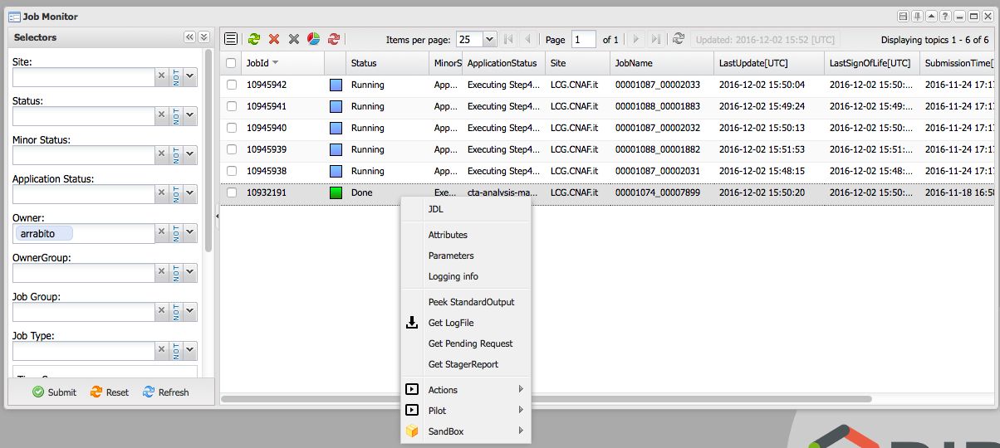 Job Monitor
Selectors
Items per page: 25 Page 1 of 1 Updated: 2016-12-02 15:52 [UTC] Displaying topics 1 - 6 of 6
Site:
NOT
Status:
NOT
Minor Status:
NOT
Application Status:
NOT
Owner:
arrabito NOT
OwnerGroup:
NOT
Job Group:
NOT
Job Type:
NOT
Submit Reset Refresh
JobId Status MinorS ApplicationStatus Site JobName LastUpdate[UTC] LastSignOfLife[UTC] SubmissionTime[
10945942 Running App... Executing Step4... LCG.CNAF.it 00001087_00002033 2016-12-02 15:50:04 2016-12-02 15:50:... 2016-11-24 17:1
10945941 Running App... Executing Step4... LCG.CNAF.it 00001088_00001883 2016-12-02 15:49:24 2016-12-02 15:49:... 2016-11-24 17:1
10945940 Running App... Executing Step4... LCG.CNAF.it 00001087_00002032 2016-12-02 15:50:13 2016-12-02 15:50:... 2016-11-24 17:1
10945939 Running App... Executing Step4... LCG.CNAF.it 00001088_00001882 2016-12-02 15:51:53 2016-12-02 15:51:... 2016-11-24 17:1
10945938 Running App... Executing Step4... LCG.CNAF.it 00001087_00002031 2016-12-02 15:48:15 2016-12-02 15:48:... 2016-11-24 17:1
10932191 Done Exe... cta-analysis-ma... LCG.CNAF.it 00001074_00007899 2016-12-02 15:50:20 2016-12-02 15:50:... 2016-11-18 16:5
JDL
Attributes
Parameters
Logging info
Peek StandardOutput
Get LogFile
Get Pending Request
Get StagerReport
Actions
Pilot
SandBox